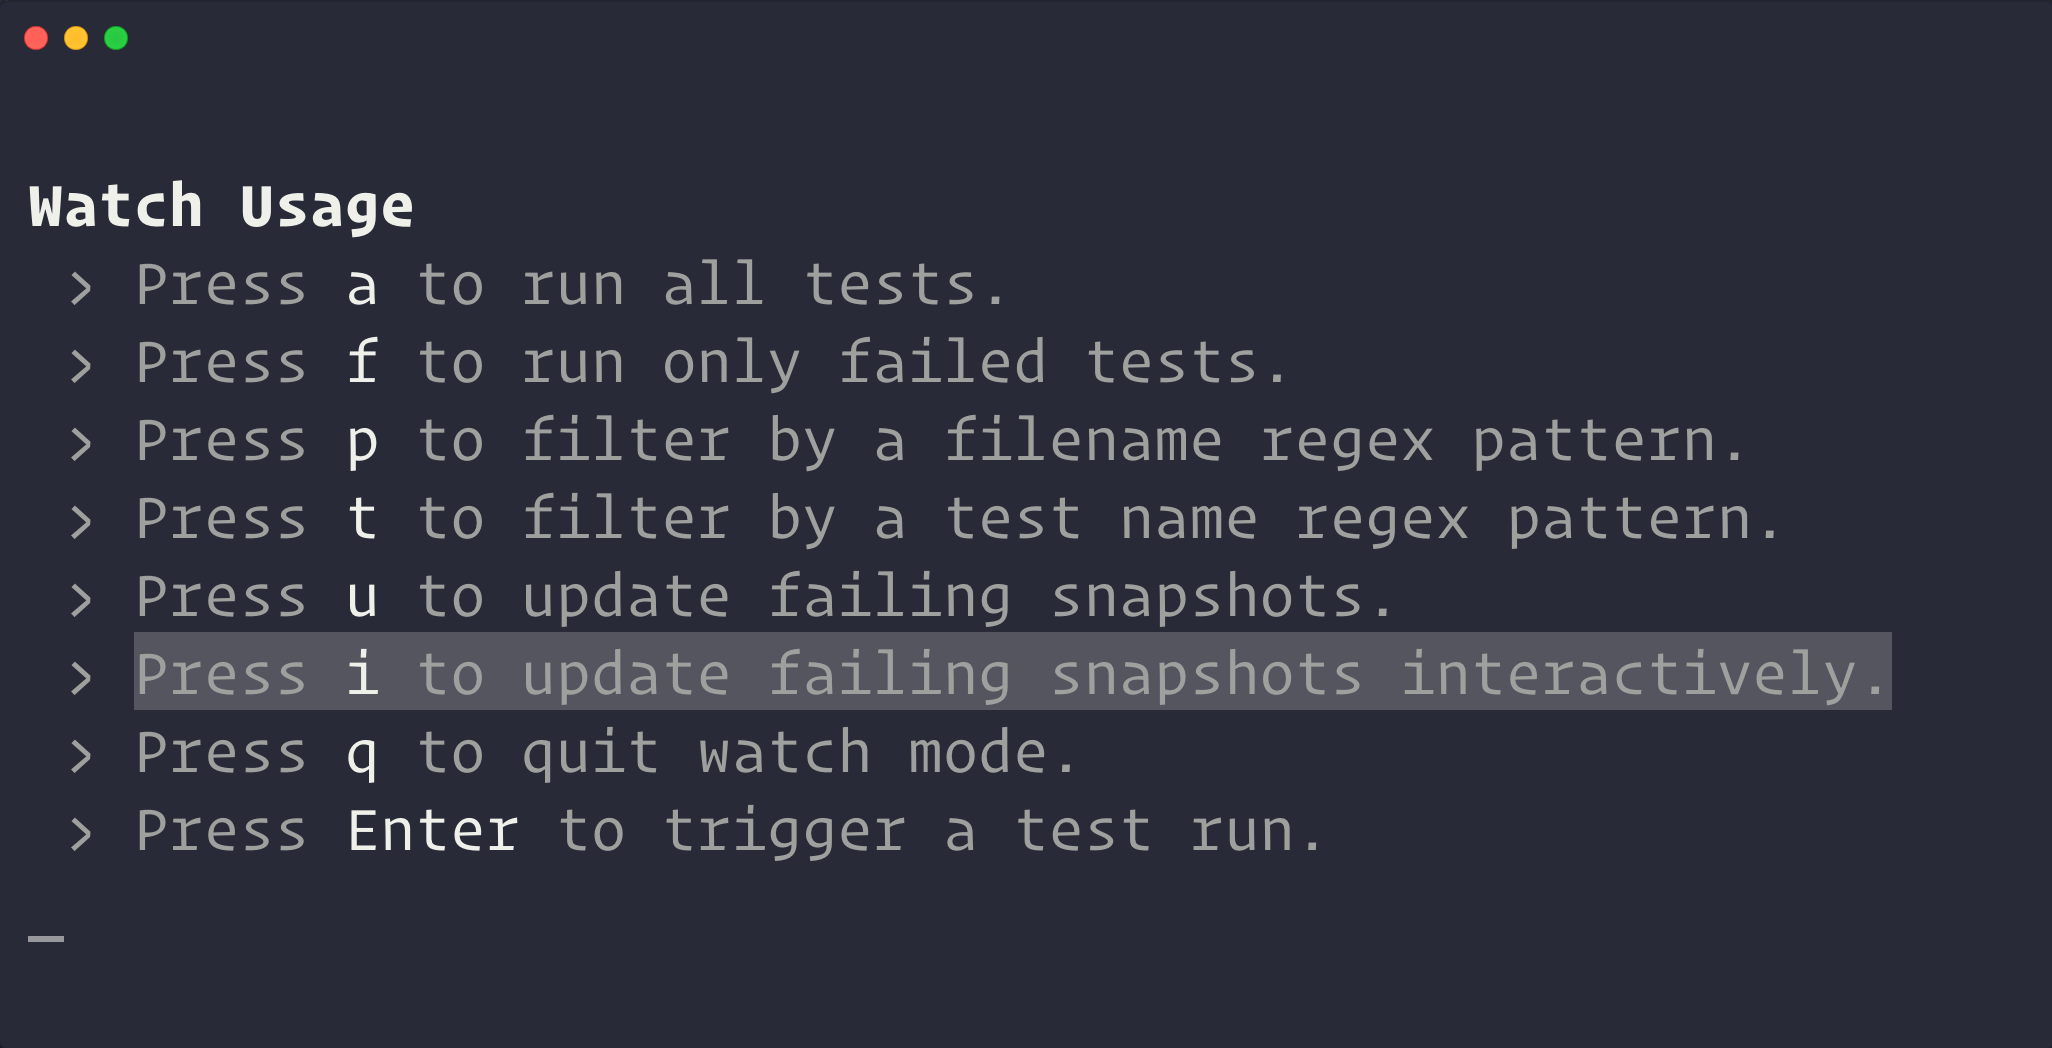 Watch Usage
› Press a to run all tests.
› Press f to run only failed tests.
› Press p to filter by a filename regex pattern.
› Press t to filter by a test name regex pattern.
› Press u to update failing snapshots.
› Press i to update failing snapshots interactively.
› Press q to quit watch mode.
› Press Enter to trigger a test run.